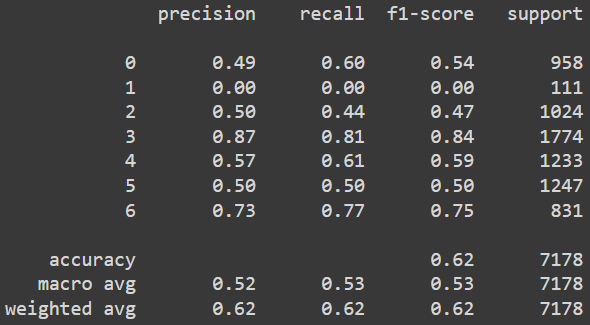 precision recall f1-score support
0 0.49 0.60 0.54 958
1 0.00 0.00 0.00 111
2 0.50 0.44 0.47 1024
3 0.87 0.81 0.84 1774
4 0.57 0.61 0.59 1233
5 0.50 0.50 0.50 1247
6 0.73 0.77 0.75 831
accuracy 0.62 7178
macro avg 0.52 0.53 0.53 7178
weighted avg 0.62 0.62 0.62 7178